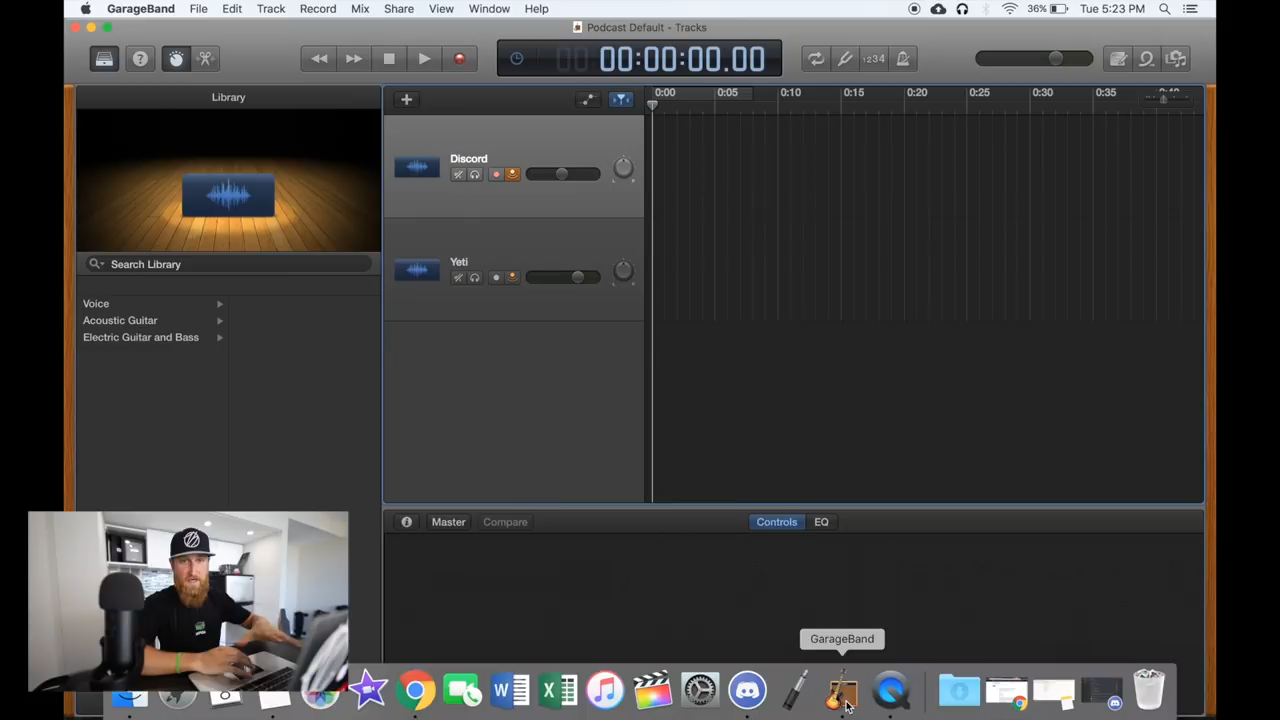 GarageBand File Edit Track Record Mix Share View Window Help 36% Tue 5:23 PM
Podcast Default - Tracks
00:00:00.00
1234
Library
0:00 0:05 0:10 0:15 0:20 0:25 0:30 0:35
Discord
Yeti
Search Library
Voice
Acoustic Guitar
Electric Guitar and Bass
Master Compare Controls EQ
GarageBand